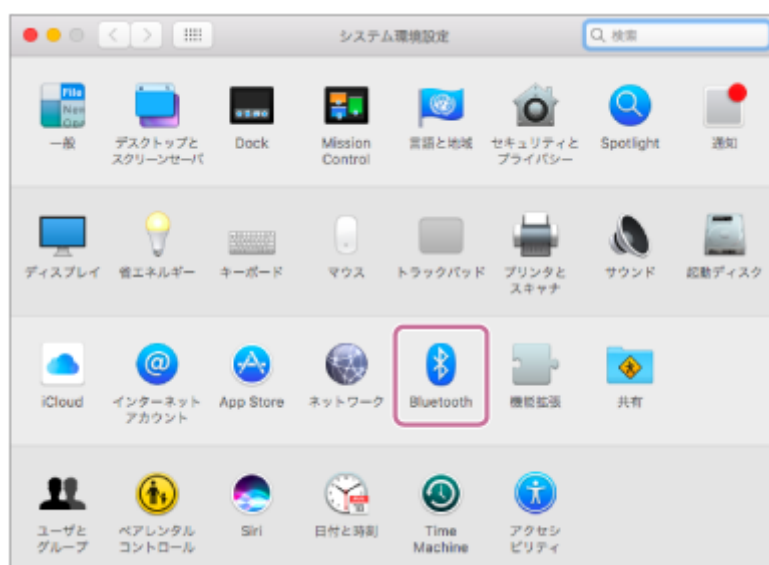 システム環境設定
検索
File
New
一般
デスクトップと
スクリーンセーバ
Dock
Mission
Control
言語と地域
セキュリティと
プライバシー
Spotlight
通知
ディスプレイ
省エネルギー
キーボード
マウス
トラックパッド
プリンタと
スキャナ
サウンド
起動ディスク
iCloud
インターネット
アカウント
App Store
ネットワーク
Bluetooth
機能拡張
共有
ユーザと
グループ
ペアレンタル
コントロール
Siri
日付と時刻
Time
Machine
アクセシ
ビリティ